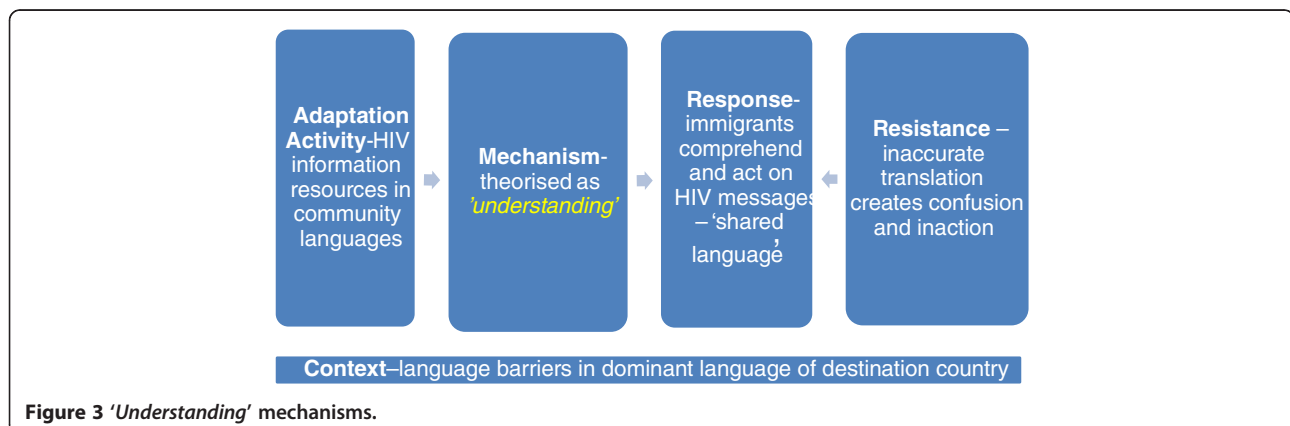 Adaptation
Activity-HIV
information
resources in
community
languages
Mechanism-
theorised as
'understanding'
Response-
immigrants
comprehend
and act on
HIV messages
– 'shared
language'
Resistance –
inaccurate
translation
creates confusion
and inaction
Context–language barriers in dominant language of destination country
Figure 3 'Understanding' mechanisms.